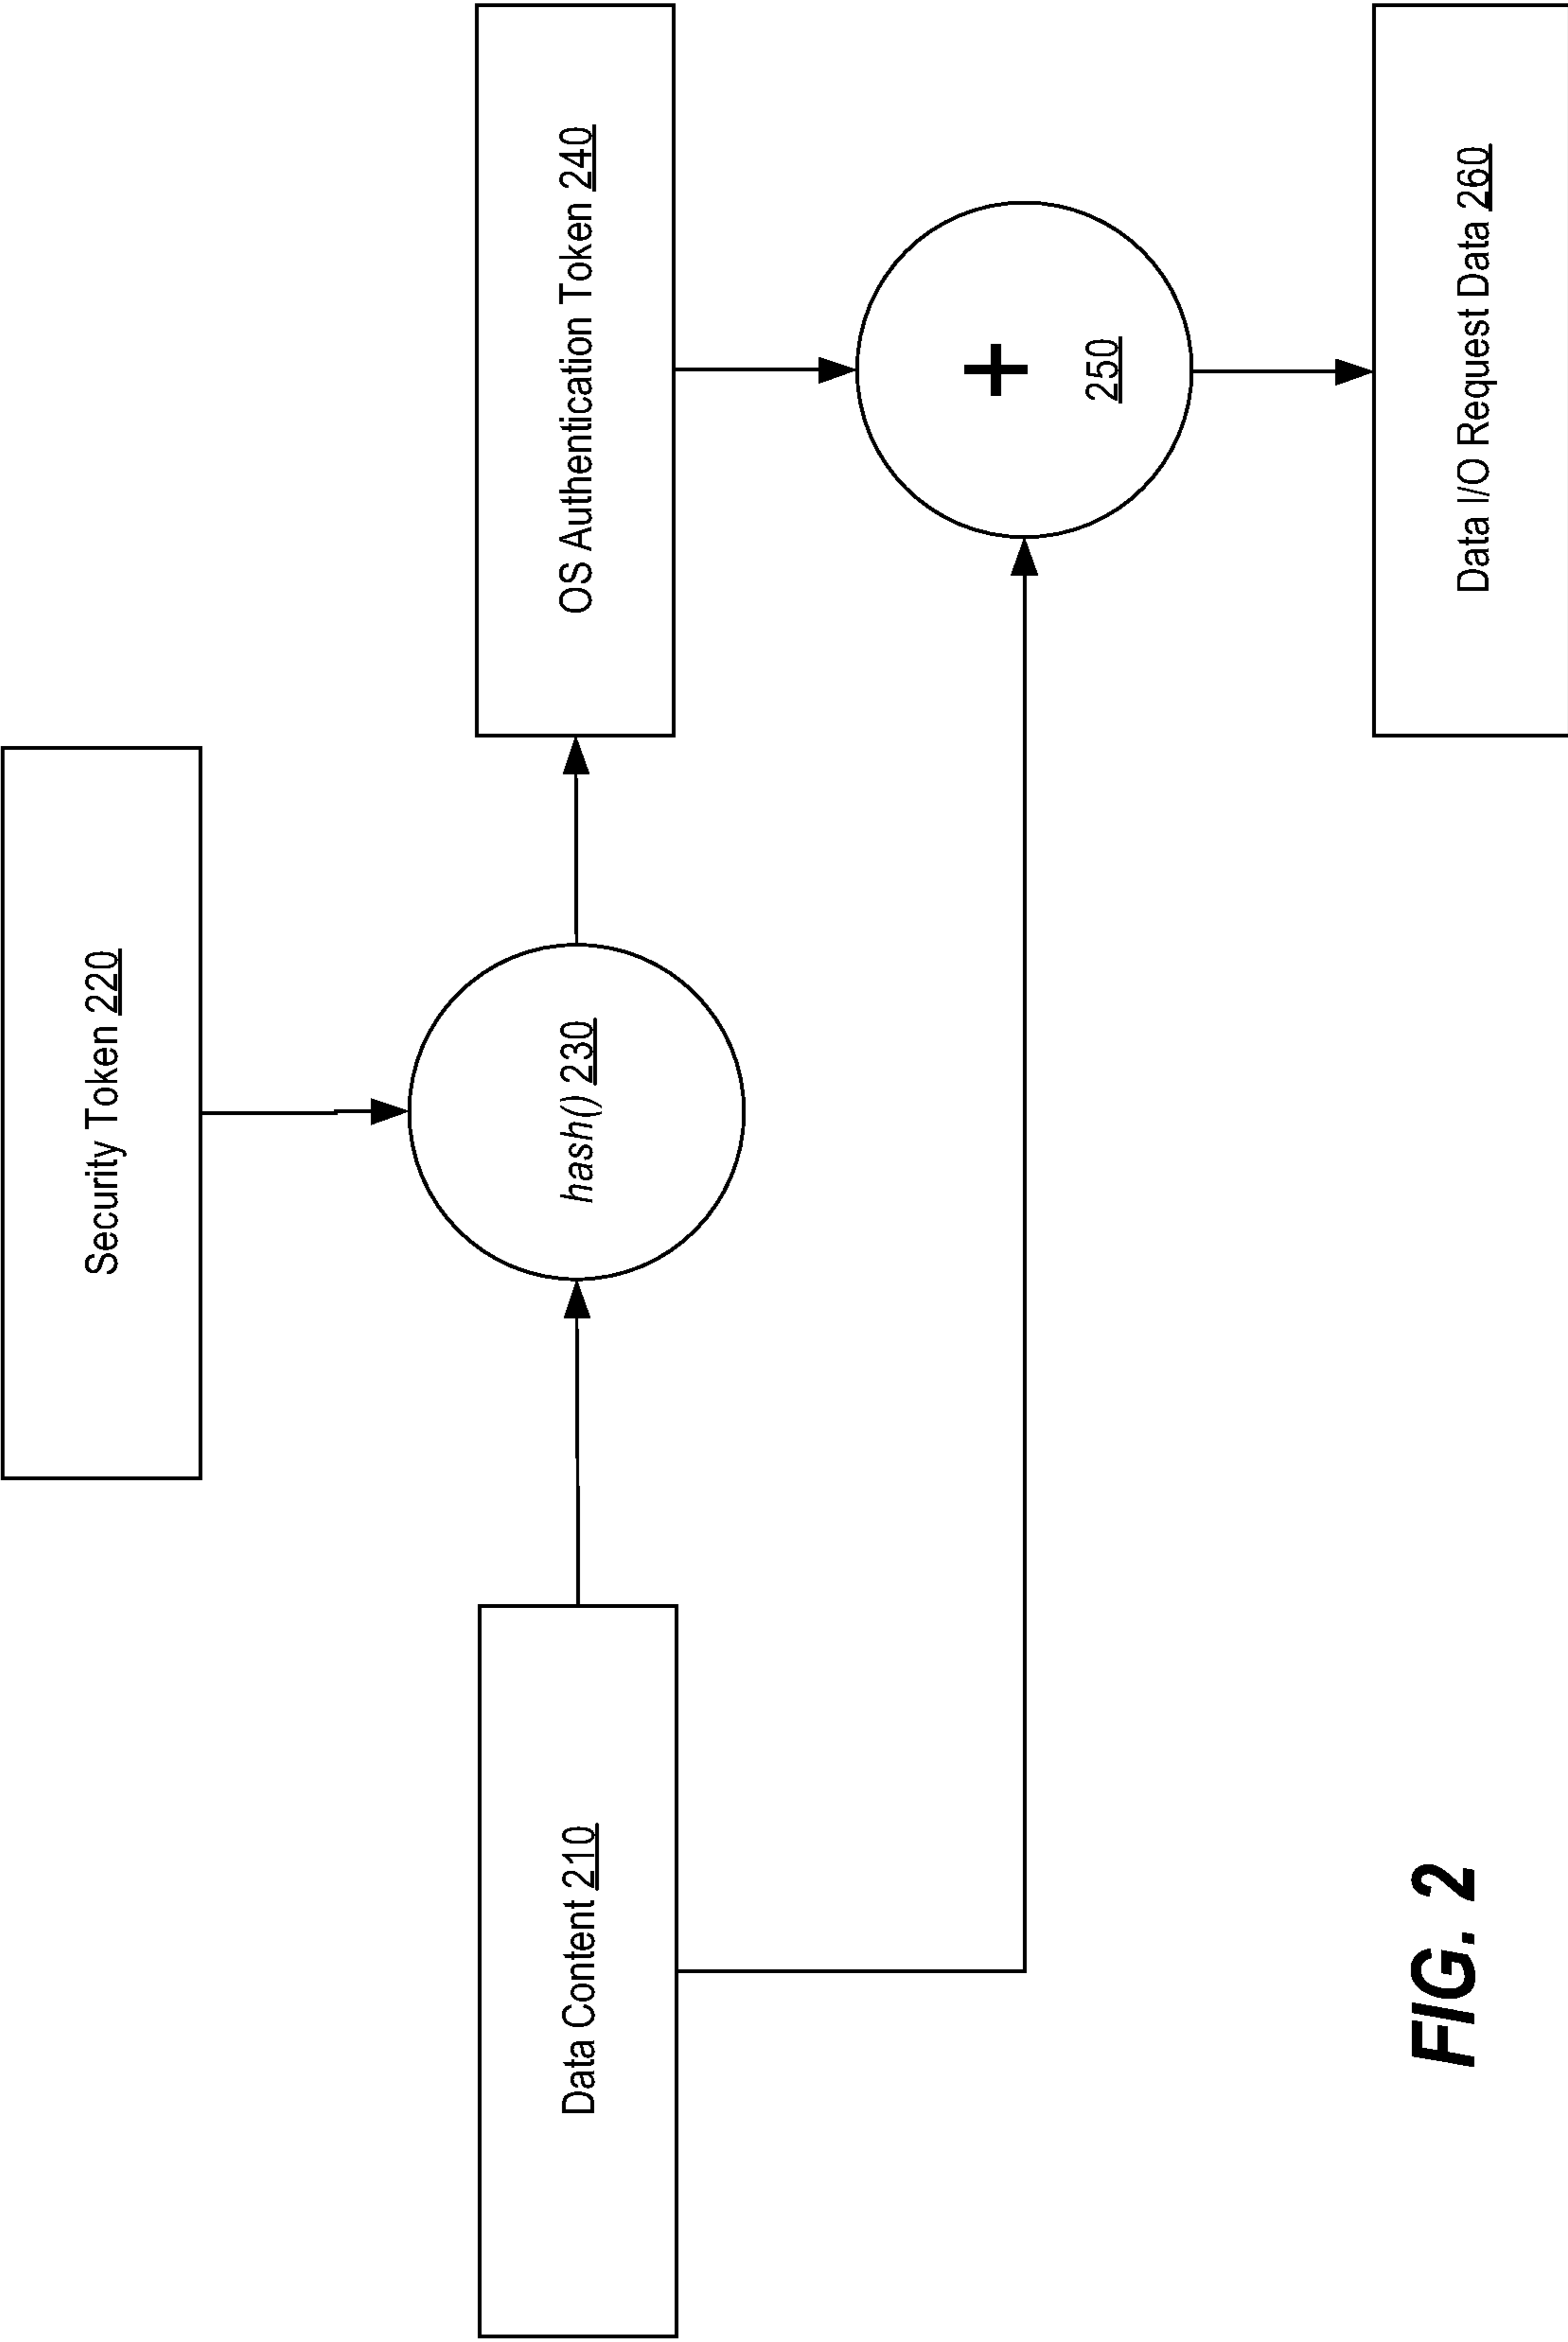 Security Token 220
Data Content 210
hash() 230
OS Authentication Token 240
+
250
Data I/O Request Data 260
FIG. 2